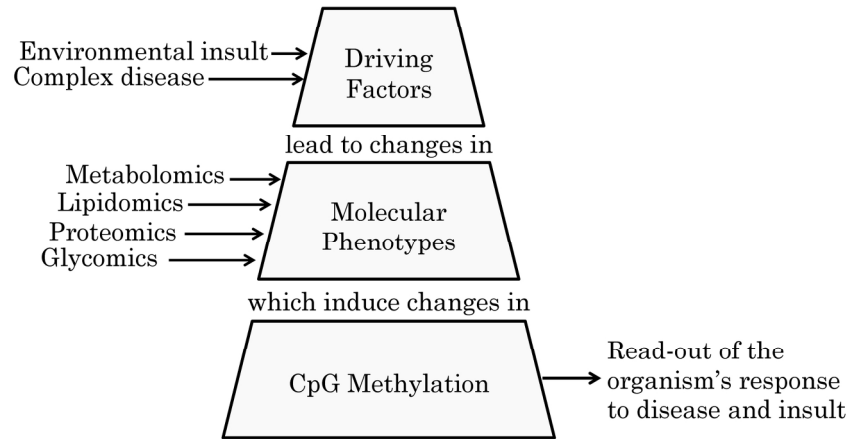 Environmental insult
Complex disease
Driving
Factors
lead to changes in
Metabolomics
Lipidomics
Proteomics
Glycomics
Molecular
Phenotypes
which induce changes in
CpG Methylation
Read-out of the
organism's response
to disease and insult